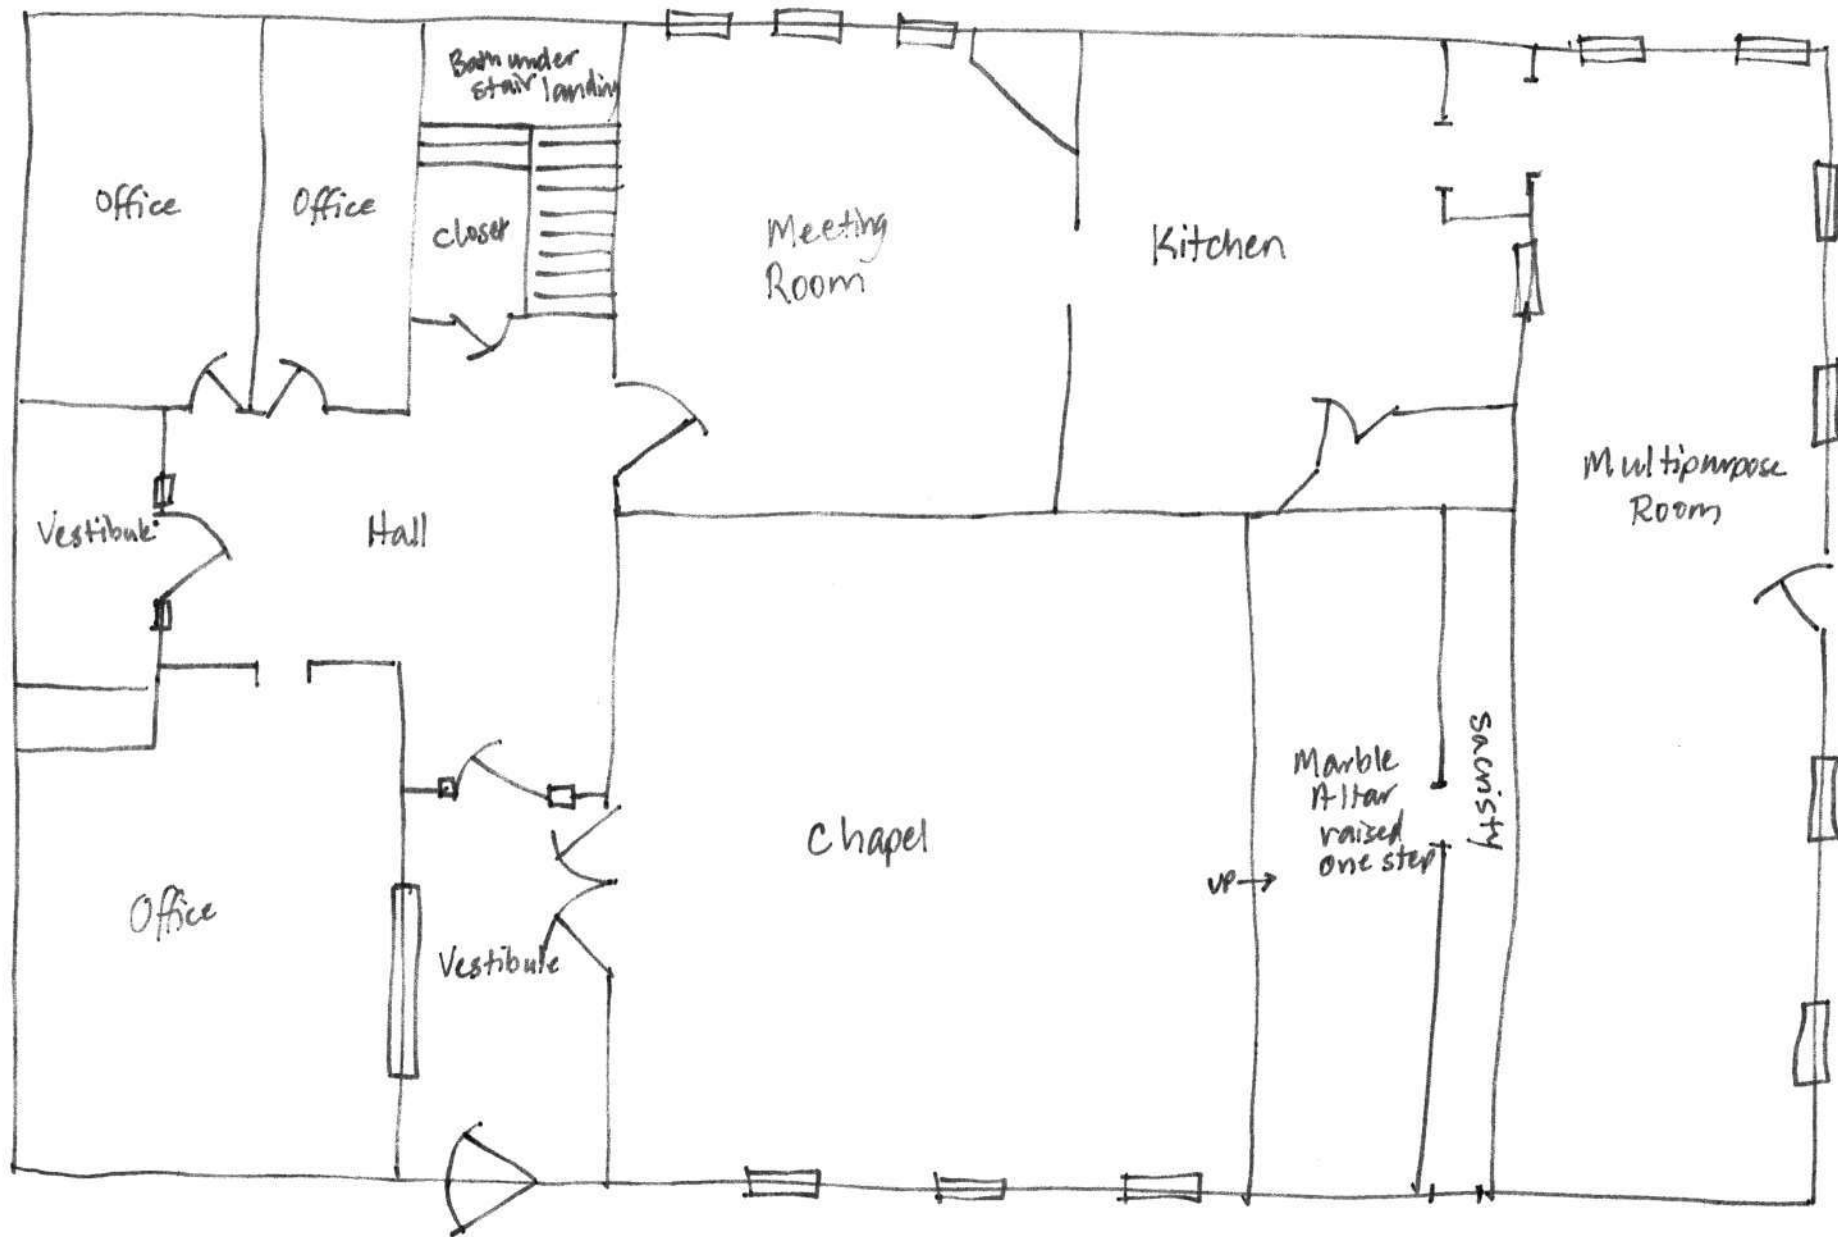 Bath under
stair landing
Office
Office
Closet
Meeting
Room
Kitchen
Multipurpose
Room
Vestibule
Hall
Marble
Altar
raised
one step
sacristy
Chapel
UP
Office
Vestibule